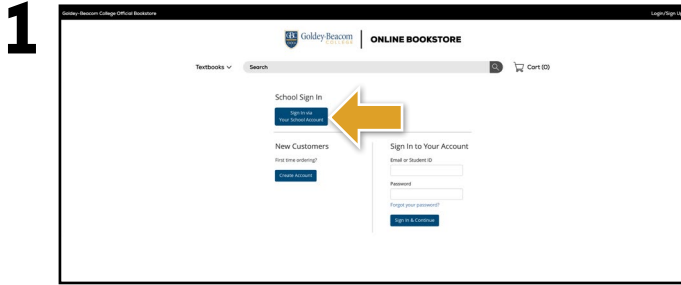 1
Goldey-Beacom College Official Bookstore
Login/Sign Up
Goldey-Beacom
COLLEGE
ONLINE BOOKSTORE
Textbooks
Search
Cart (0)
School Sign In
Sign In via
Your School Account
New Customers
First time ordering?
Create Account
Sign In to Your Account
Email or Student ID
Password
Forgot your password?
Sign In & Continue